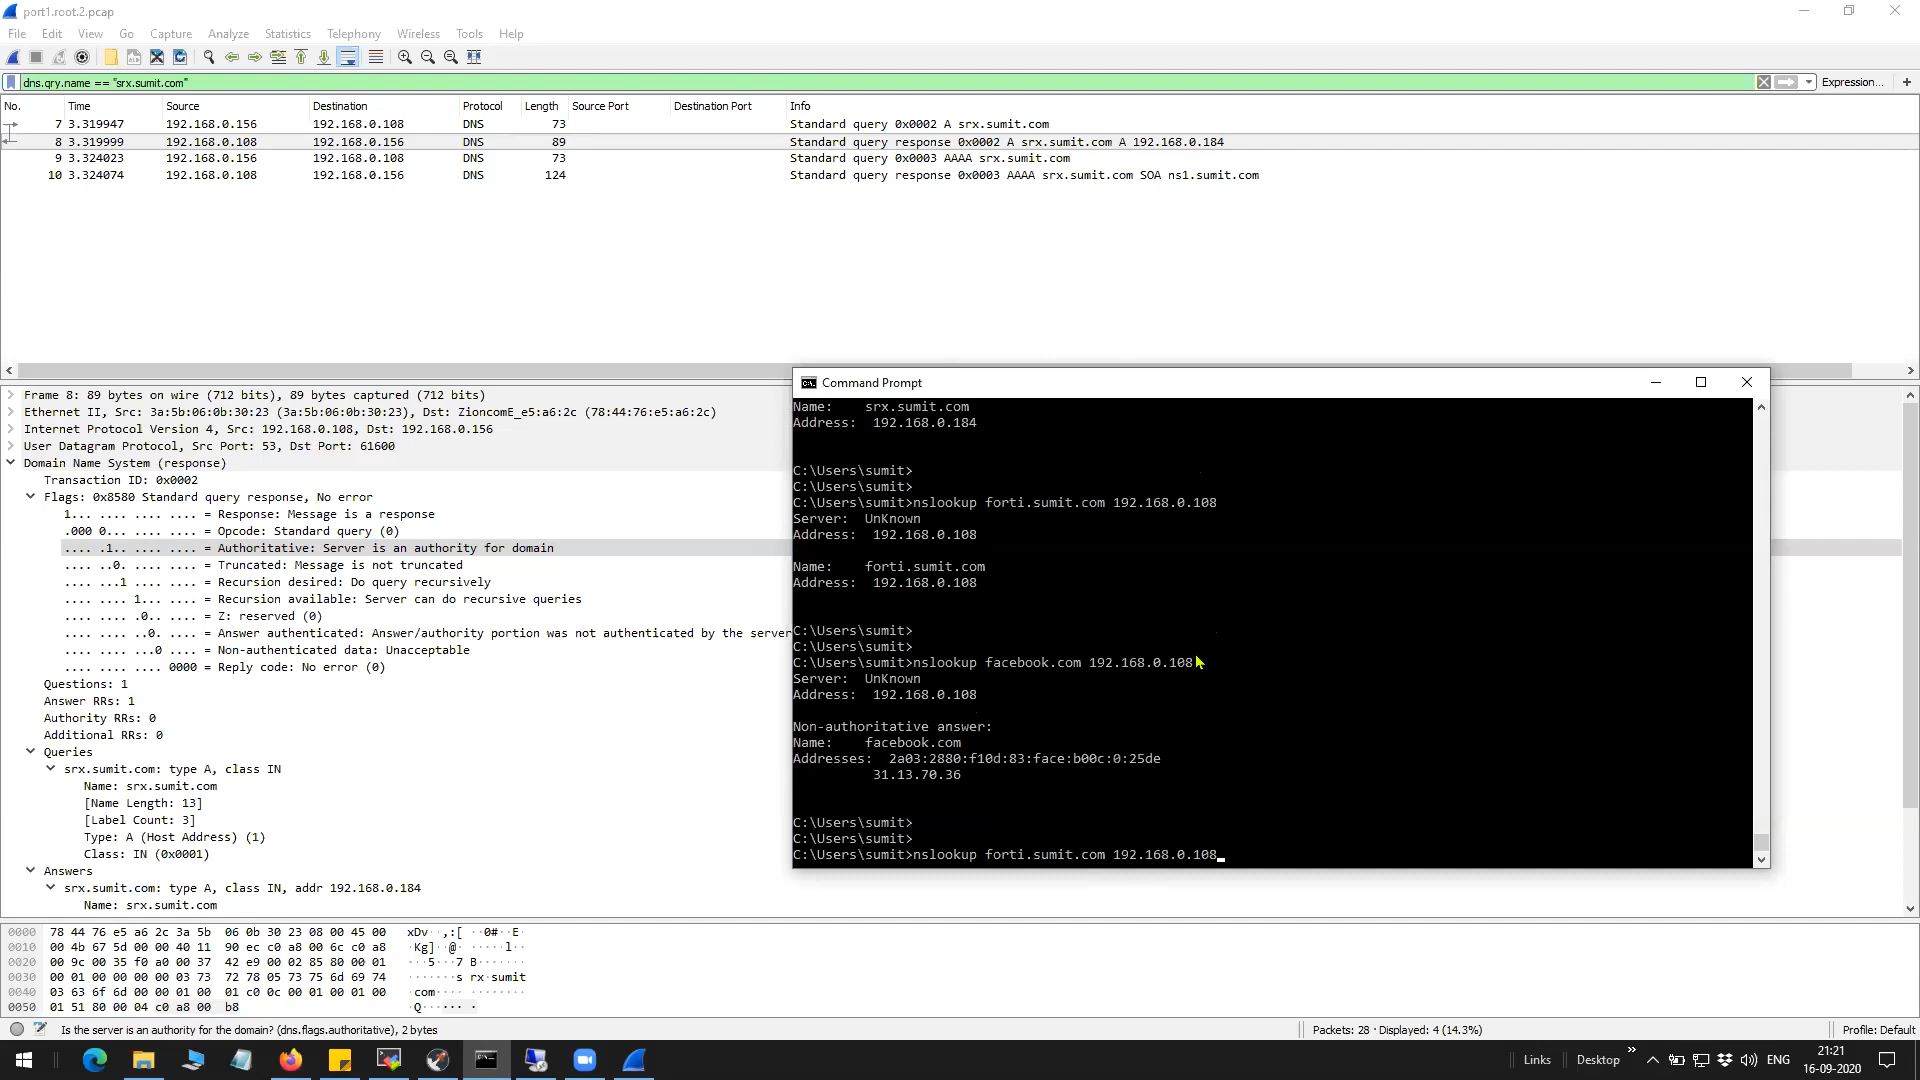 port1.root.2.pcap
File Edit View Go Capture Analyze Statistics Telephony Wireless Tools Help
dns.qry.name == "srx.sumit.com" Expression... +
No. Time Source Destination Protocol Length Source Port Destination Port Info
7 3.319947 192.168.0.156 192.168.0.108 DNS 73 Standard query 0x0002 A srx.sumit.com
8 3.319999 192.168.0.108 192.168.0.156 DNS 89 Standard query response 0x0002 A srx.sumit.com A 192.168.0.184
9 3.324023 192.168.0.156 192.168.0.108 DNS 73 Standard query 0x0003 AAAA srx.sumit.com
10 3.324074 192.168.0.108 192.168.0.156 DNS 124 Standard query response 0x0003 AAAA srx.sumit.com SOA ns1.sumit.com
Frame 8: 89 bytes on wire (712 bits), 89 bytes captured (712 bits)
Ethernet II, Src: 3a:5b:06:0b:30:23 (3a:5b:06:0b:30:23), Dst: ZioncomE_e5:a6:2c (78:44:76:e5:a6:2c)
Internet Protocol Version 4, Src: 192.168.0.108, Dst: 192.168.0.156
User Datagram Protocol, Src Port: 53, Dst Port: 61600
Domain Name System (response)
Transaction ID: 0x0002
Flags: 0x8580 Standard query response, No error
1... .... .... .... = Response: Message is a response
.000 0... .... .... = Opcode: Standard query (0)
.... .1.. .... .... = Authoritative: Server is an authority for domain
.... ..0. .... .... = Truncated: Message is not truncated
.... ...1 .... .... = Recursion desired: Do query recursively
.... .... 1... .... = Recursion available: Server can do recursive queries
.... .... .0.. .... = Z: reserved (0)
.... .... ..0. .... = Answer authenticated: Answer/authority portion was not authenticated by the server
.... .... ...0 .... = Non-authenticated data: Unacceptable
.... .... .... 0000 = Reply code: No error (0)
Questions: 1
Answer RRs: 1
Authority RRs: 0
Additional RRs: 0
Queries
srx.sumit.com: type A, class IN
Name: srx.sumit.com
[Name Length: 13]
[Label Count: 3]
Type: A (Host Address) (1)
Class: IN (0x0001)
Answers
srx.sumit.com: type A, class IN, addr 192.168.0.184
Name: srx.sumit.com
Command Prompt
Name: srx.sumit.com
Address: 192.168.0.184
C:\Users\sumit>
C:\Users\sumit>
C:\Users\sumit>nslookup forti.sumit.com 192.168.0.108
Server: UnKnown
Address: 192.168.0.108
Name: forti.sumit.com
Address: 192.168.0.108
C:\Users\sumit>
C:\Users\sumit>
C:\Users\sumit>nslookup facebook.com 192.168.0.108
Server: UnKnown
Address: 192.168.0.108
Non-authoritative answer:
Name: facebook.com
Addresses: 2a03:2880:f10d:83:face:b00c:0:25de
31.13.70.36
C:\Users\sumit>
C:\Users\sumit>
C:\Users\sumit>nslookup forti.sumit.com 192.168.0.108_
0000 78 44 76 e5 a6 2c 3a 5b 06 0b 30 23 08 00 45 00 xDv··,:[ ··0#··E·
0010 00 4b 67 5d 00 00 40 11 90 ec c0 a8 00 6c c0 a8 ·Kg]··@· ·····l··
0020 00 9c 00 35 f0 a0 00 37 42 e9 00 02 85 80 00 01 ···5···7 B·······
0030 00 01 00 00 00 00 03 73 72 78 05 73 75 6d 69 74 ·······s rx·sumit
0040 03 63 6f 6d 00 00 01 00 01 c0 0c 00 01 00 01 00 ·com···· ········
0050 01 51 80 00 04 c0 a8 00 b8 ·Q······ ·
Is the server is an authority for the domain? (dns.flags.authoritative), 2 bytes Packets: 28 · Displayed: 4 (14.3%) Profile: Default
Links Desktop » ENG 21:21
16-09-2020